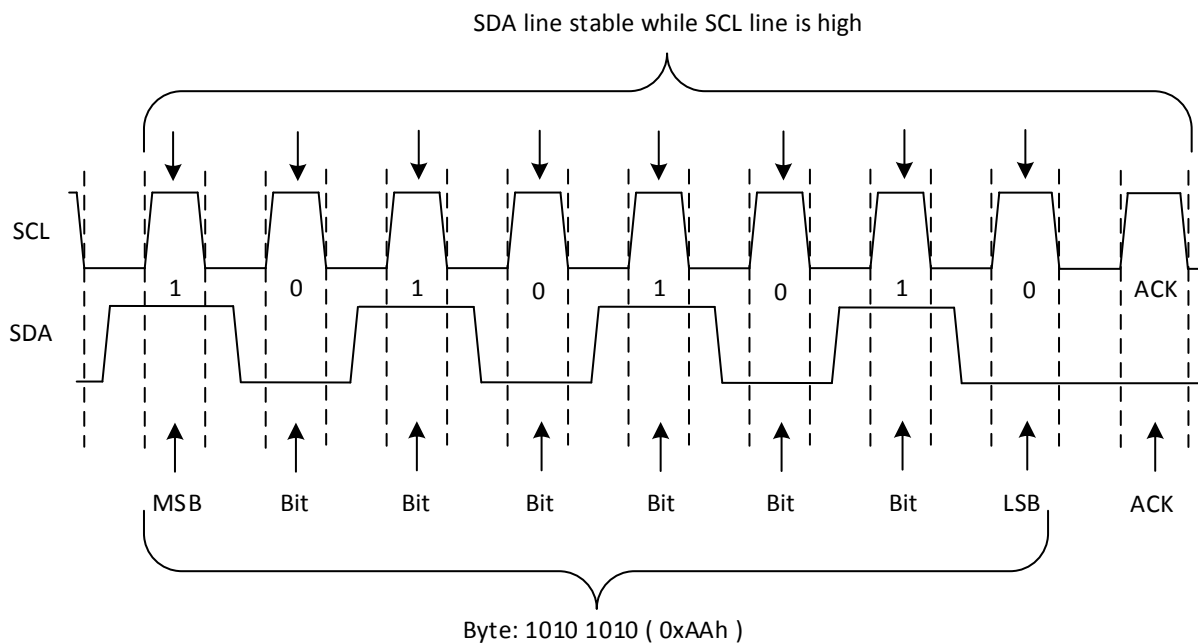 SDA line stable while SCL line is high
SCL
1 0 1 0 1 0 1 0 ACK
SDA
MSB Bit Bit Bit Bit Bit Bit LSB ACK
Byte: 1010 1010 ( 0xAAh )